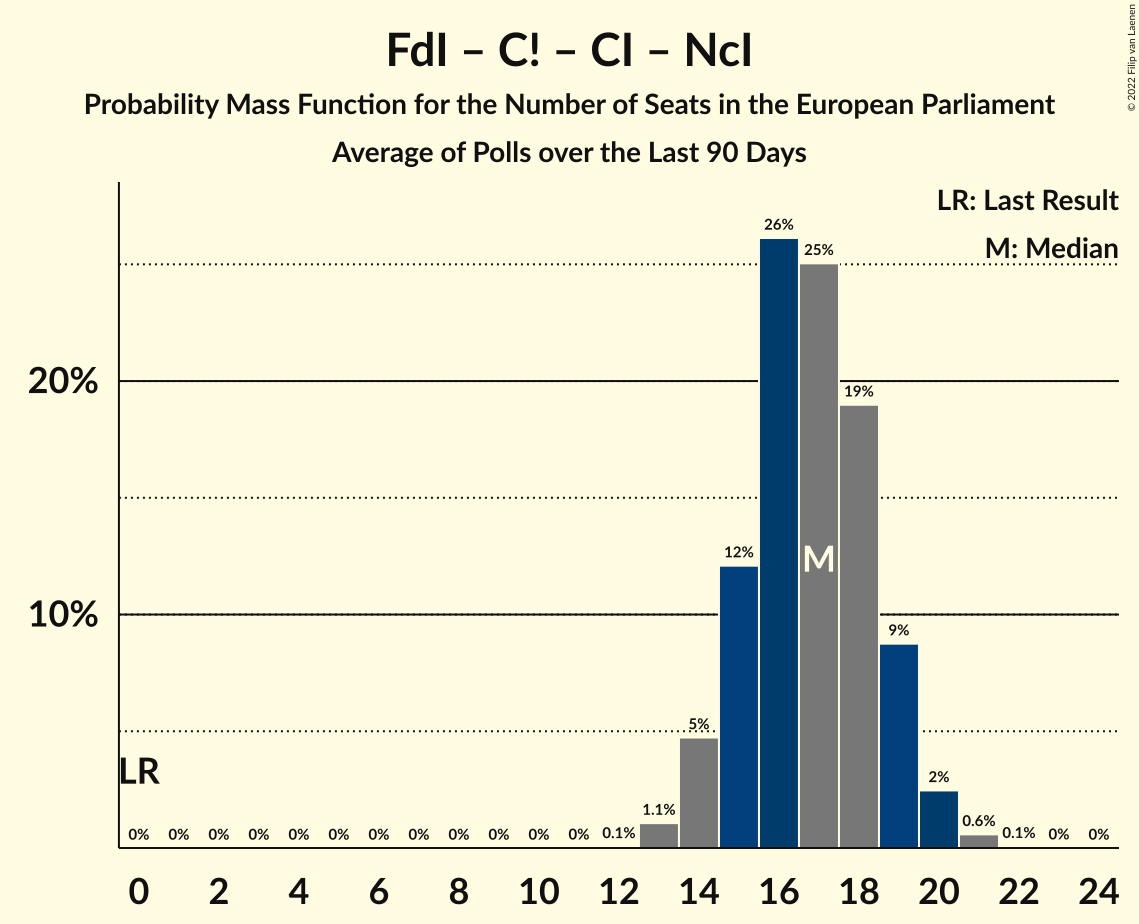 FdI – C! – CI – NcI
Probability Mass Function for the Number of Seats in the European Parliament
Average of Polls over the Last 90 Days
© 2022 Filip van Laenen
LR: Last Result
M: Median
26%
25%
20%
19%
12%
M
10%
9%
5%
LR
2%
1.1%
0.6%
0% 0% 0% 0% 0% 0% 0% 0% 0% 0% 0% 0% 0.1% 0.1% 0% 0%
0 2 4 6 8 10 12 14 16 18 20 22 24